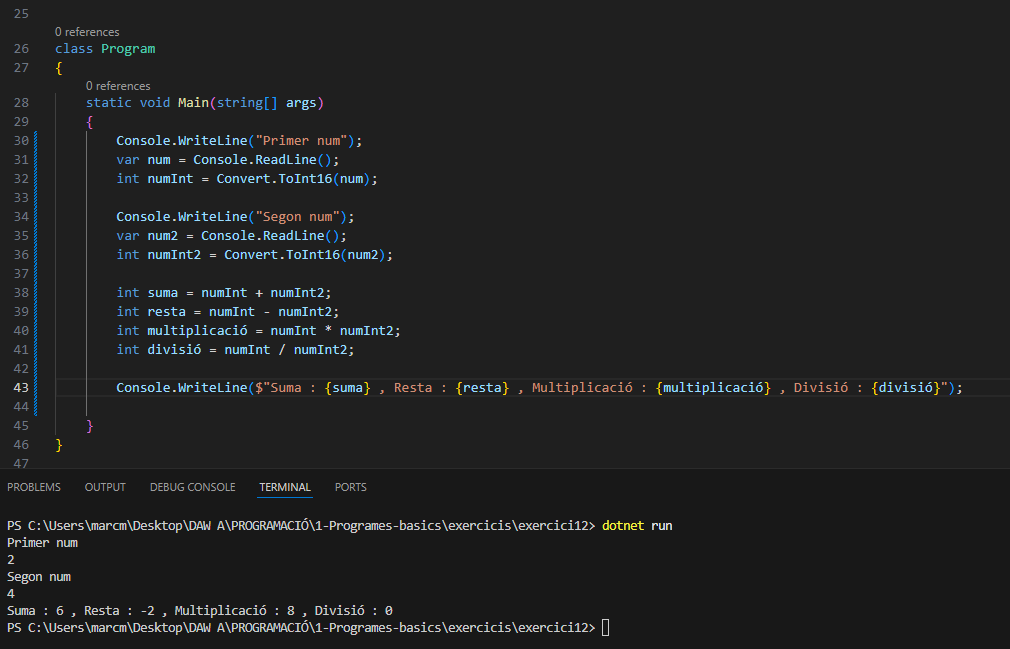 25
0 references
26 class Program
27 {
0 references
28 static void Main(string[] args)
29 {
30 Console.WriteLine("Primer num");
31 var num = Console.ReadLine();
32 int numInt = Convert.ToInt16(num);
33
34 Console.WriteLine("Segon num");
35 var num2 = Console.ReadLine();
36 int numInt2 = Convert.ToInt16(num2);
37
38 int suma = numInt + numInt2;
39 int resta = numInt - numInt2;
40 int multiplicació = numInt * numInt2;
41 int divisió = numInt / numInt2;
42
43 Console.WriteLine($"Suma : {suma} , Resta : {resta} , Multiplicació : {multiplicació} , Divisió : {divisió}");
44
45 }
46 }
47
PROBLEMS OUTPUT DEBUG CONSOLE TERMINAL PORTS
PS C:\Users\marcm\Desktop\DAW A\PROGRAMACIÓ\1-Programes-basics\exercicis\exercici12> dotnet run
Primer num
2
Segon num
4
Suma : 6 , Resta : -2 , Multiplicació : 8 , Divisió : 0
PS C:\Users\marcm\Desktop\DAW A\PROGRAMACIÓ\1-Programes-basics\exercicis\exercici12>